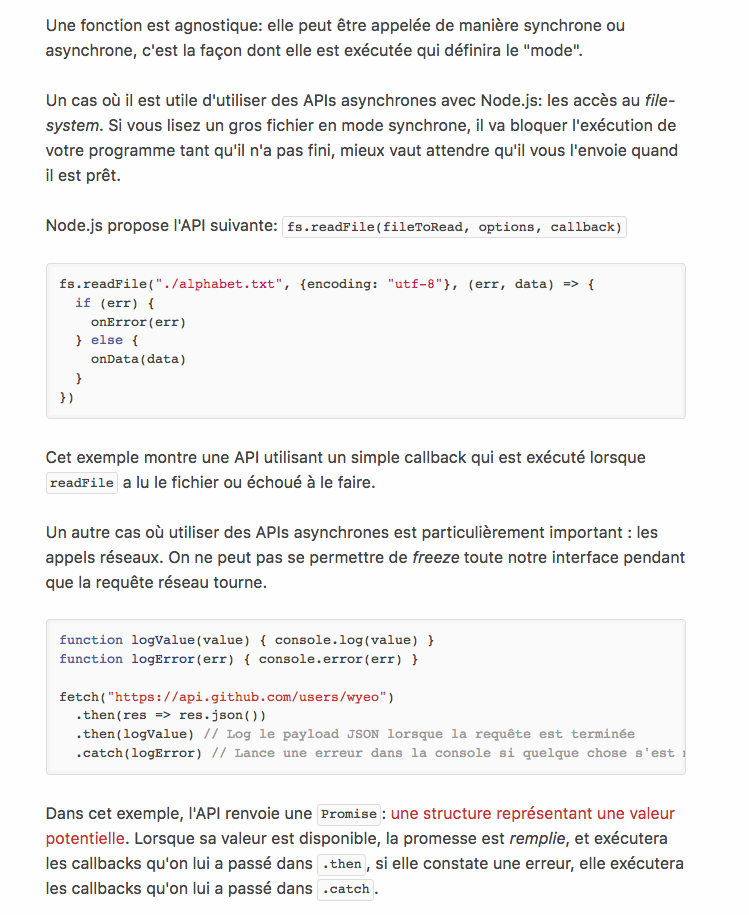 Une fonction est agnostique: elle peut être appelée de manière synchrone ou
asynchrone, c'est la façon dont elle est exécutée qui définira le "mode".
Un cas où il est utile d'utiliser des APIs asynchrones avec Node.js: les accès au file-
system. Si vous lisez un gros fichier en mode synchrone, il va bloquer l'exécution de
votre programme tant qu'il n'a pas fini, mieux vaut attendre qu'il vous l'envoie quand
il est prêt.
Node.js propose l'API suivante: fs.readFile(fileToRead, options, callback)
fs.readFile("./alphabet.txt", {encoding: "utf-8"}, (err, data) => {
  if (err) {
    onError(err)
  } else {
    onData(data)
  }
})
Cet exemple montre une API utilisant un simple callback qui est exécuté lorsque
readFile a lu le fichier ou échoué à le faire.
Un autre cas où utiliser des APIs asynchrones est particulièrement important : les
appels réseaux. On ne peut pas se permettre de freeze toute notre interface pendant
que la requête réseau tourne.
function logValue(value) { console.log(value) }
function logError(err) { console.error(err) }
fetch("https://api.github.com/users/wyeo")
  .then(res => res.json())
  .then(logValue) // Log le payload JSON lorsque la requête est terminée
  .catch(logError) // Lance une erreur dans la console si quelque chose s'est
Dans cet exemple, l'API renvoie une Promise: une structure représentant une valeur
potentielle. Lorsque sa valeur est disponible, la promesse est remplie, et exécutera
les callbacks qu'on lui a passé dans .then, si elle constate une erreur, elle exécutera
les callbacks qu'on lui a passé dans .catch.